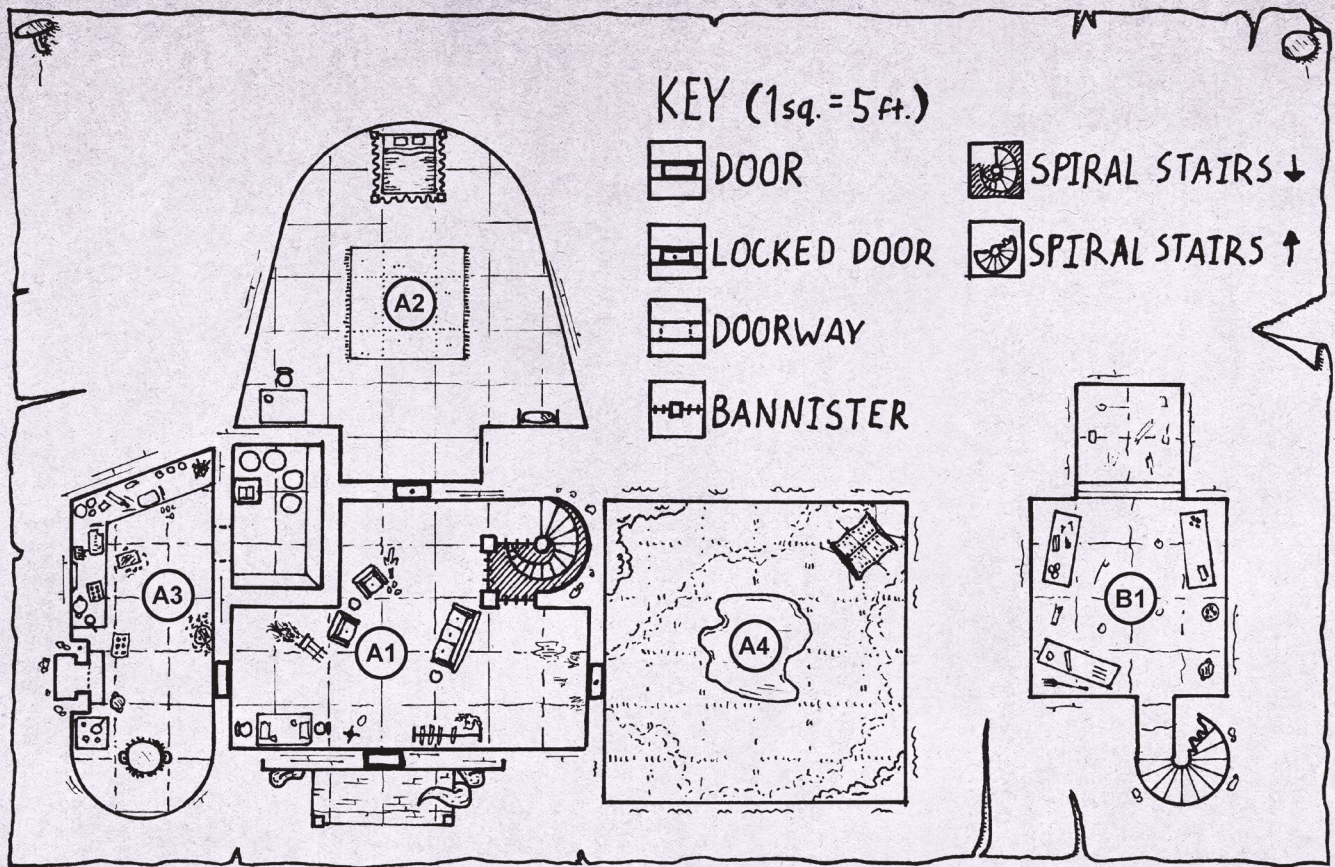 KEY (1sq. = 5ft.)
DOOR
LOCKED DOOR
DOORWAY
BANNISTER
SPIRAL STAIRS ↓
SPIRAL STAIRS ↑
A2
A3
A1
A4
B1